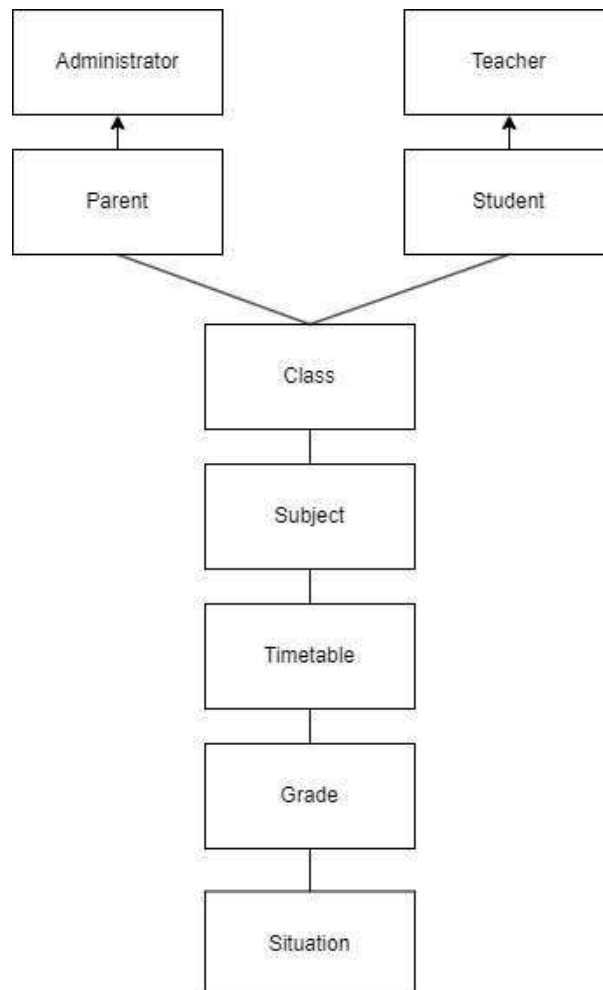 Administrator
Teacher
Parent
Student
Class
Subject
Timetable
Grade
Situation